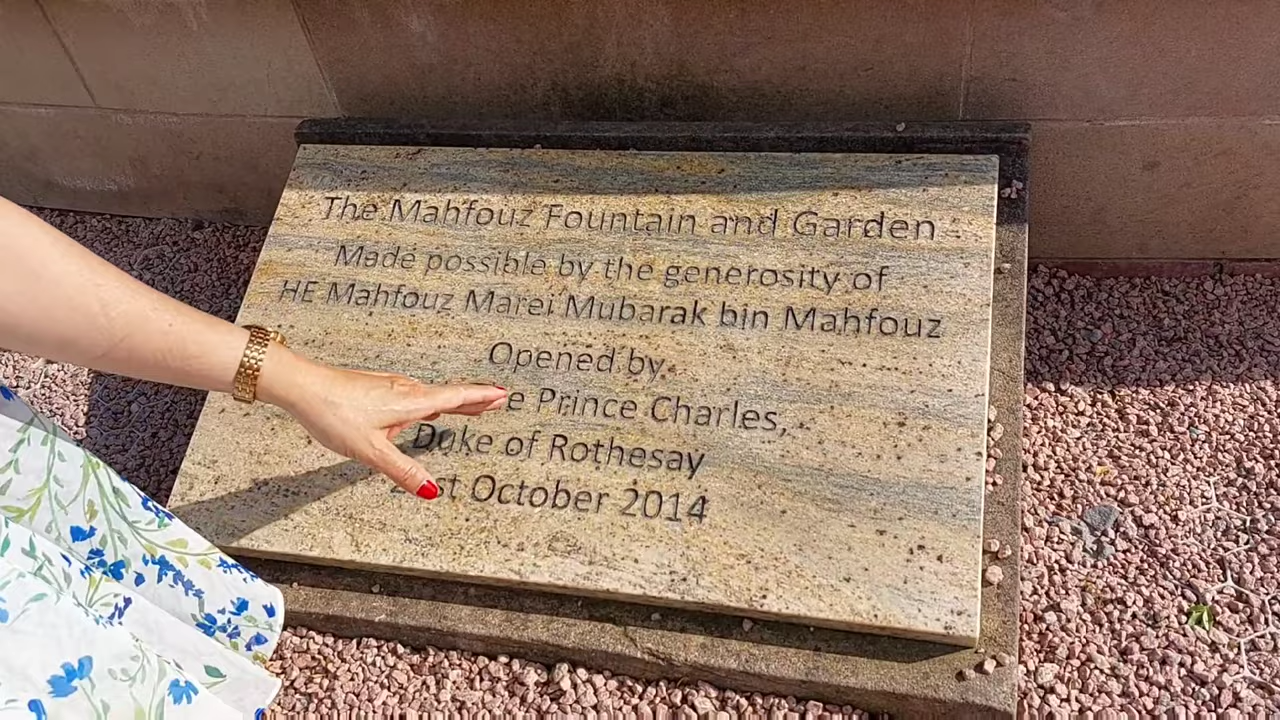 The Mahfouz Fountain and Garden
Made possible by the generosity of
HE Mahfouz Marei Mubarak bin Mahfouz
Opened by
Prince Charles,
Duke of Rothesay
October 2014